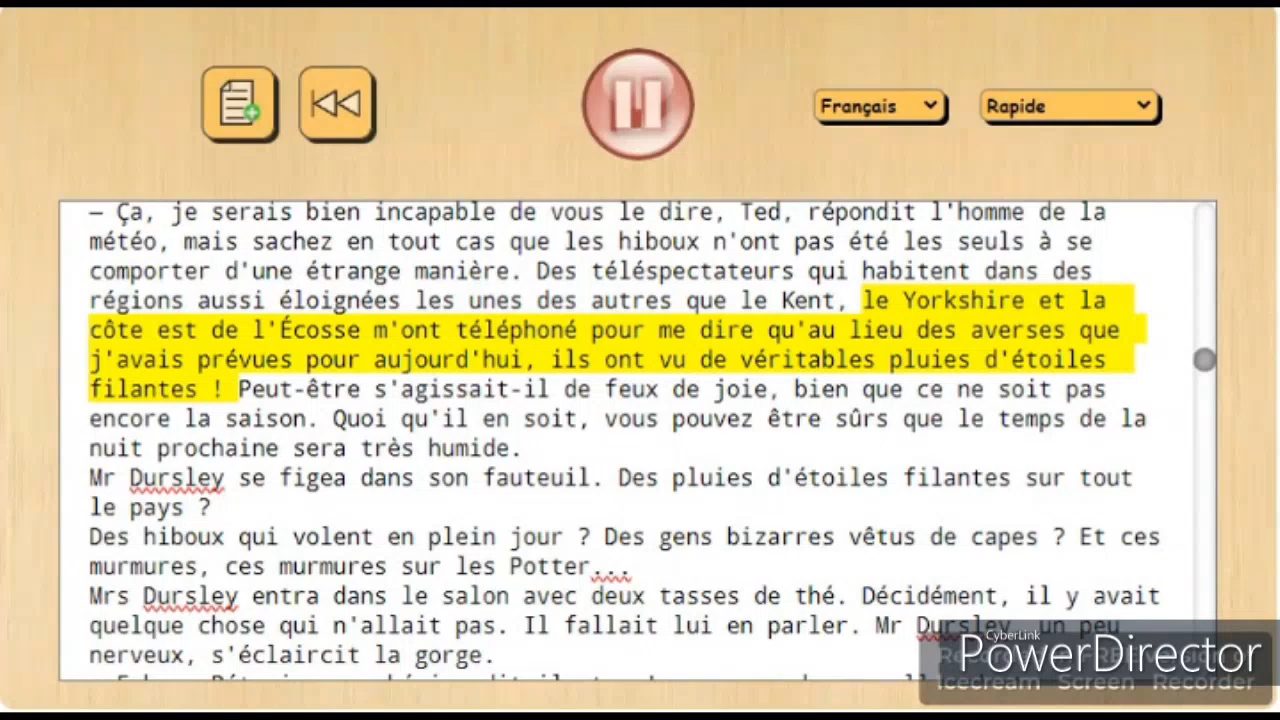 Français
Rapide
– Ça, je serais bien incapable de vous le dire, Ted, répondit l'homme de la
météo, mais sachez en tout cas que les hiboux n'ont pas été les seuls à se
comporter d'une étrange manière. Des téléspectateurs qui habitent dans des
régions aussi éloignées les unes des autres que le Kent, le Yorkshire et la
côte est de l'Écosse m'ont téléphoné pour me dire qu'au lieu des averses que
j'avais prévues pour aujourd'hui, ils ont vu de véritables pluies d'étoiles
filantes ! Peut-être s'agissait-il de feux de joie, bien que ce ne soit pas
encore la saison. Quoi qu'il en soit, vous pouvez être sûrs que le temps de la
nuit prochaine sera très humide.
Mr Dursley se figea dans son fauteuil. Des pluies d'étoiles filantes sur tout
le pays ?
Des hiboux qui volent en plein jour ? Des gens bizarres vêtus de capes ? Et ces
murmures, ces murmures sur les Potter...
Mrs Dursley entra dans le salon avec deux tasses de thé. Décidément, il y avait
quelque chose qui n'allait pas. Il fallait lui en parler. Mr Dursley, un peu
nerveux, s'éclaircit la gorge.
CyberLink
PowerDirector
Icecream Screen Recorder